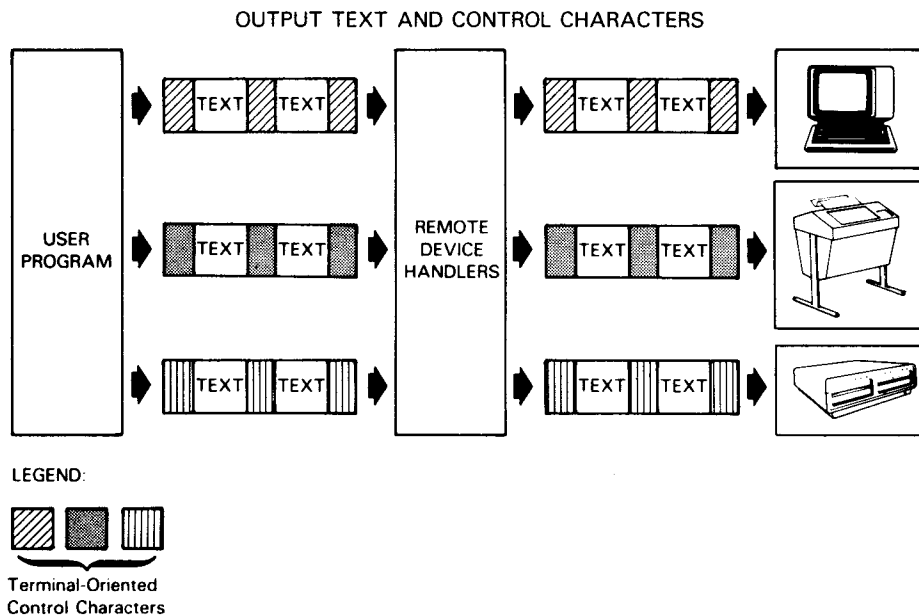 OUTPUT TEXT AND CONTROL CHARACTERS
TEXT TEXT TEXT TEXT
USER
PROGRAM
TEXT TEXT
REMOTE
DEVICE
HANDLERS
TEXT TEXT
TEXT TEXT TEXT TEXT
LEGEND:
Terminal-Oriented
Control Characters